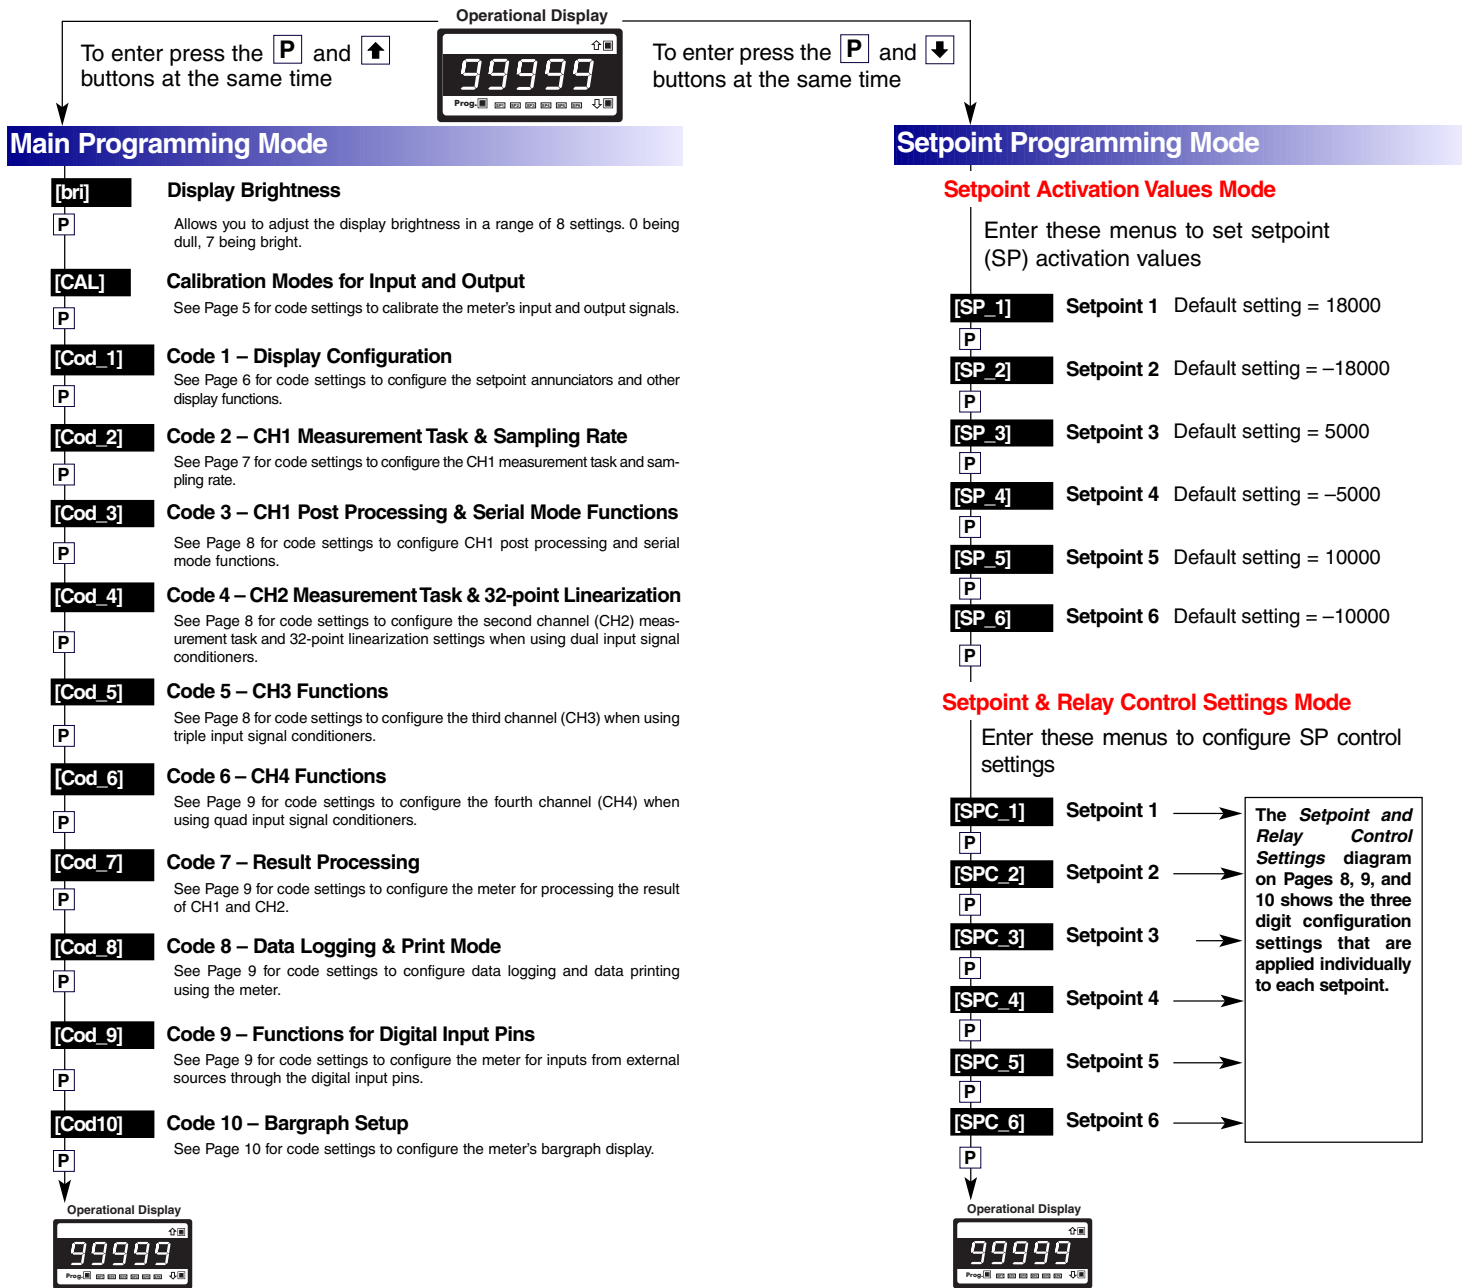 Operational Display
To enter press the P and
buttons at the same time
99999
Prog.
SP1 SP2 SP3 SP4 SP5 SP6
To enter press the P and
buttons at the same time
Main Programming Mode
[bri] Display Brightness
P
Allows you to adjust the display brightness in a range of 8 settings. 0 being
dull, 7 being bright.
[CAL] Calibration Modes for Input and Output
See Page 5 for code settings to calibrate the meter's input and output signals.
P
[Cod_1] Code 1 – Display Configuration
See Page 6 for code settings to configure the setpoint annunciators and other
display functions.
P
[Cod_2] Code 2 – CH1 Measurement Task & Sampling Rate
See Page 7 for code settings to configure the CH1 measurement task and sam-
pling rate.
P
[Cod_3] Code 3 – CH1 Post Processing & Serial Mode Functions
See Page 8 for code settings to configure CH1 post processing and serial
mode functions.
P
[Cod_4] Code 4 – CH2 Measurement Task & 32-point Linearization
See Page 8 for code settings to configure the second channel (CH2) meas-
urement task and 32-point linearization settings when using dual input signal
conditioners.
P
[Cod_5] Code 5 – CH3 Functions
See Page 8 for code settings to configure the third channel (CH3) when using
triple input signal conditioners.
P
[Cod_6] Code 6 – CH4 Functions
See Page 9 for code settings to configure the fourth channel (CH4) when
using quad input signal conditioners.
P
[Cod_7] Code 7 – Result Processing
See Page 9 for code settings to configure the meter for processing the result
of CH1 and CH2.
P
[Cod_8] Code 8 – Data Logging & Print Mode
See Page 9 for code settings to configure data logging and data printing
using the meter.
P
[Cod_9] Code 9 – Functions for Digital Input Pins
See Page 9 for code settings to configure the meter for inputs from external
sources through the digital input pins.
P
[Cod10] Code 10 – Bargraph Setup
See Page 10 for code settings to configure the meter's bargraph display.
P
Operational Display
99999
Prog.
Setpoint Programming Mode
Setpoint Activation Values Mode
Enter these menus to set setpoint
(SP) activation values
[SP_1] Setpoint 1 Default setting = 18000
P
[SP_2] Setpoint 2 Default setting = –18000
P
[SP_3] Setpoint 3 Default setting = 5000
P
[SP_4] Setpoint 4 Default setting = –5000
P
[SP_5] Setpoint 5 Default setting = 10000
P
[SP_6] Setpoint 6 Default setting = –10000
P
Setpoint & Relay Control Settings Mode
Enter these menus to configure SP control
settings
[SPC_1] Setpoint 1
P
[SPC_2] Setpoint 2
P
[SPC_3] Setpoint 3
P
[SPC_4] Setpoint 4
P
[SPC_5] Setpoint 5
P
[SPC_6] Setpoint 6
P
The Setpoint and
Relay Control
Settings diagram
on Pages 8, 9, and
10 shows the three
digit configuration
settings that are
applied individually
to each setpoint.
Operational Display
99999
Prog.